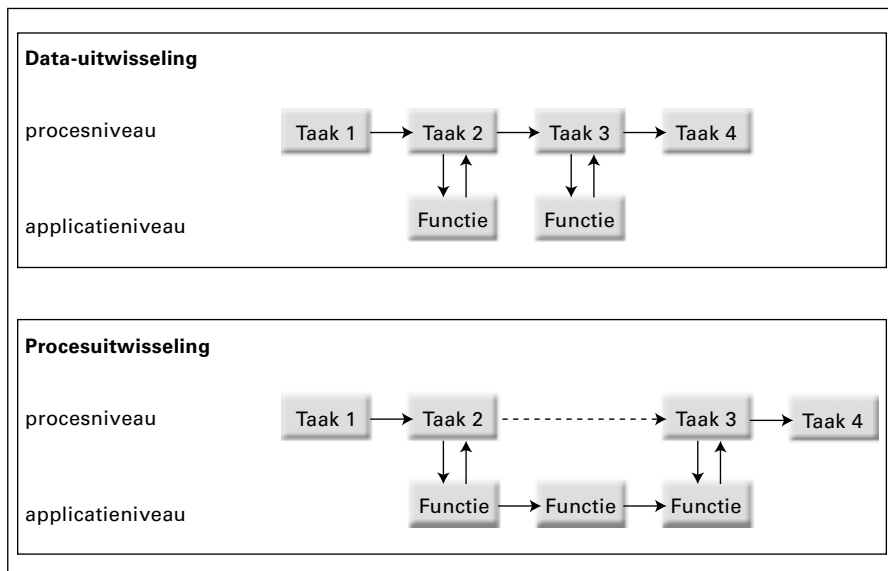 Data-uitwisseling
procesniveau Taak 1 Taak 2 Taak 3 Taak 4
applicatieniveau Functie Functie
Procesuitwisseling
procesniveau Taak 1 Taak 2 Taak 3 Taak 4
applicatieniveau Functie Functie Functie